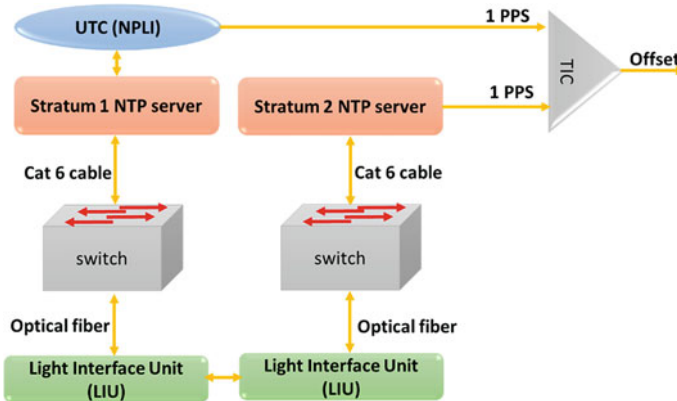 UTC (NPLI)
1 PPS
Stratum 1 NTP server
Stratum 2 NTP server
1 PPS
TIC
Offset
Cat 6 cable
Cat 6 cable
switch
switch
Optical fiber
Optical fiber
Light Interface Unit
(LIU)
Light Interface Unit
(LIU)